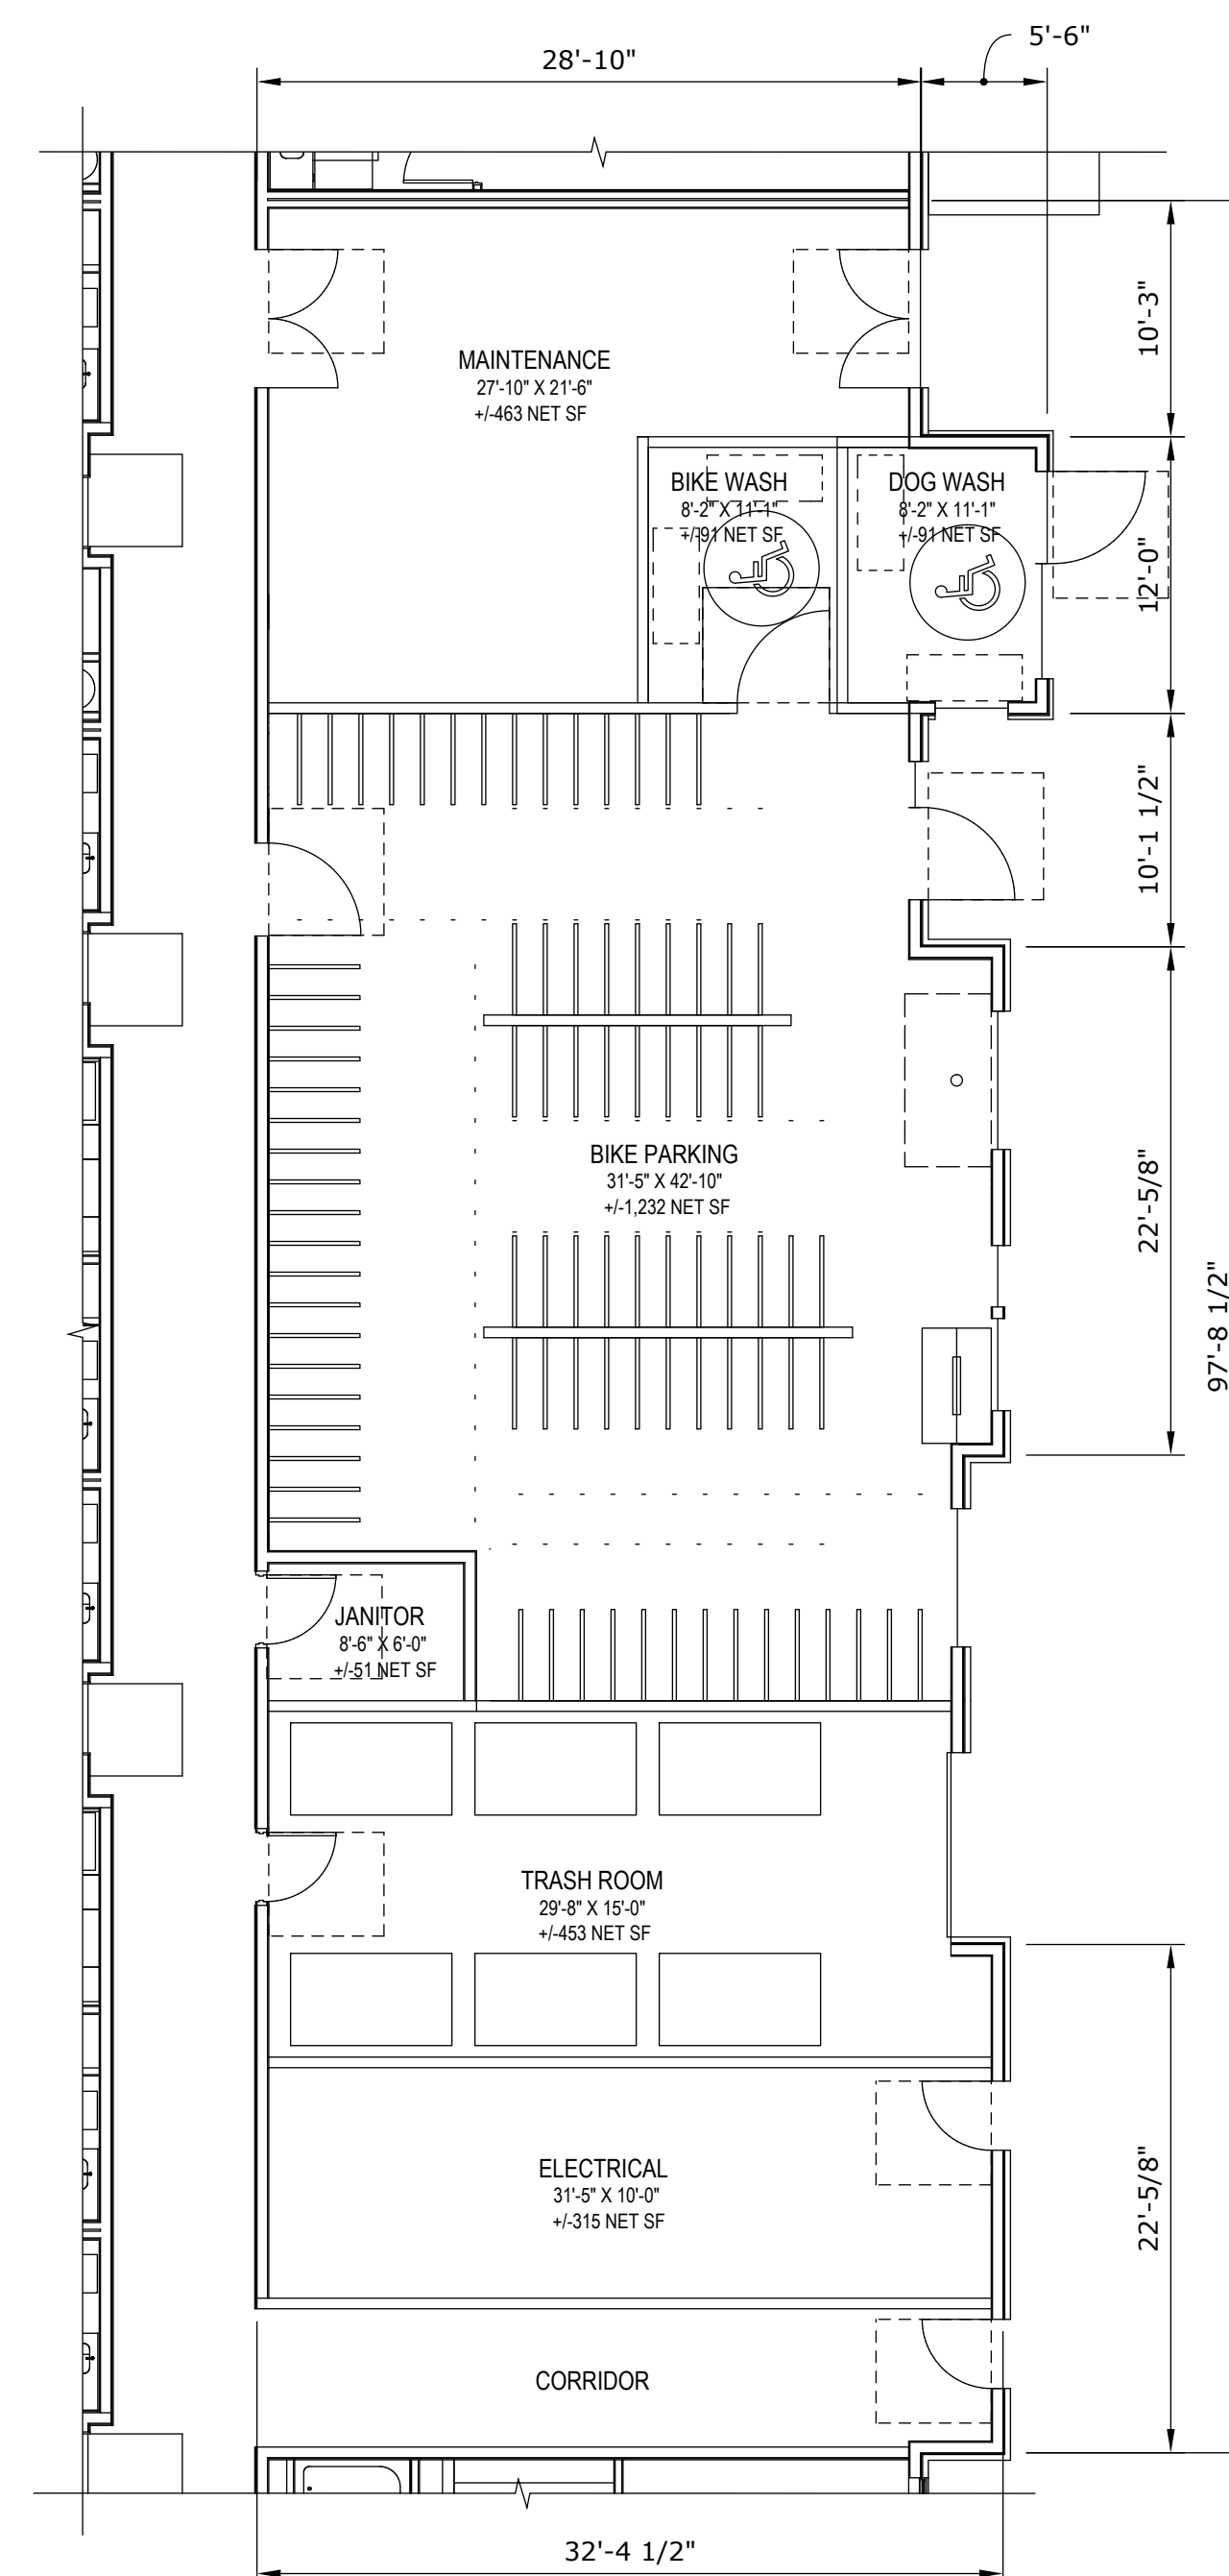 28'-10"
5'-6"
10'-3"
MAINTENANCE
27'-10" X 21'-6"
+/-463 NET SF
BIKE WASH
8'-2" X 11'-1"
+/-91 NET SF
DOG WASH
8'-2" X 11'-1"
+/-91 NET SF
12'-0"
10'-1 1/2"
BIKE PARKING
31'-5" X 42'-10"
+/-1,232 NET SF
22'-5/8"
97'-8 1/2"
JANITOR
8'-6" X 6'-0"
+/-51 NET SF
TRASH ROOM
29'-8" X 15'-0"
+/-453 NET SF
ELECTRICAL
31'-5" X 10'-0"
+/-315 NET SF
22'-5/8"
CORRIDOR
32'-4 1/2"